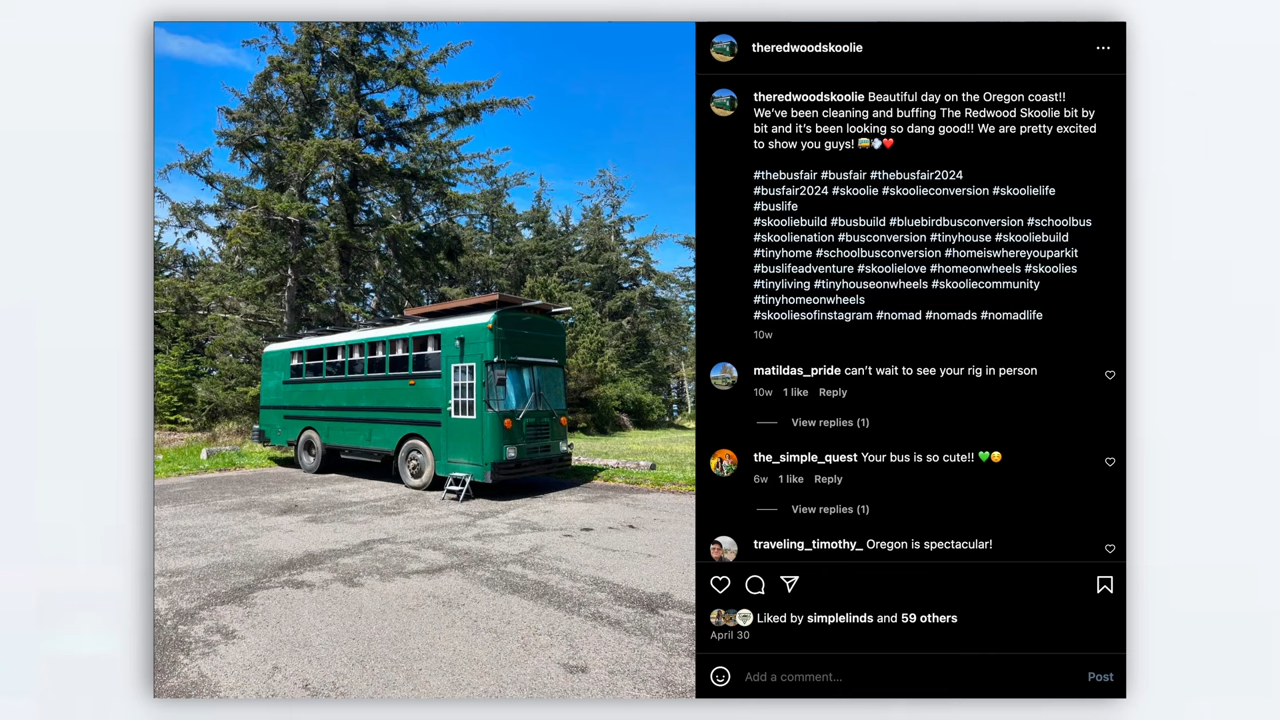 theredwoodskoolie
theredwoodskoolie Beautiful day on the Oregon coast!!
We’ve been cleaning and buffing The Redwood Skoolie bit by
bit and it’s been looking so dang good!! We are pretty excited
to show you guys! 🚌💨❤️
#thebusfair #busfair #thebusfair2024
#busfair2024 #skoolie #skoolieconversion #skoolielife
#buslife
#skooliebuild #busbuild #bluebirdbusconversion #schoolbus
#skoolienation #busconversion #tinyhouse #skooliebuild
#tinyhome #schoolbusconversion #homeiswhereyouparkit
#buslifeadventure #skoolielove #homeonwheels #skoolies
#tinyliving #tinyhouseonwheels #skooliecommunity
#tinyhomeonwheels
#skooliesofinstagram #nomad #nomads #nomadlife
10w
matildas_pride can’t wait to see your rig in person
10w 1 like Reply
View replies (1)
the_simple_quest Your bus is so cute!! 💚☺️
6w 1 like Reply
View replies (1)
traveling_timothy_ Oregon is spectacular!
Liked by simplelinds and 59 others
April 30
Add a comment...
Post